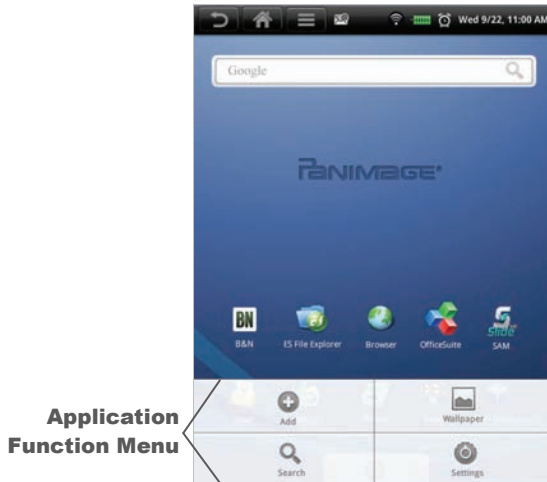 Wed 9/22, 11:00 AM
Google
PANIMAGE
BN
Slide
B&N
ES File Explorer
Browser
OfficeSuite
SAM
Application
Function Menu
Add
Wallpaper
Search
Settings